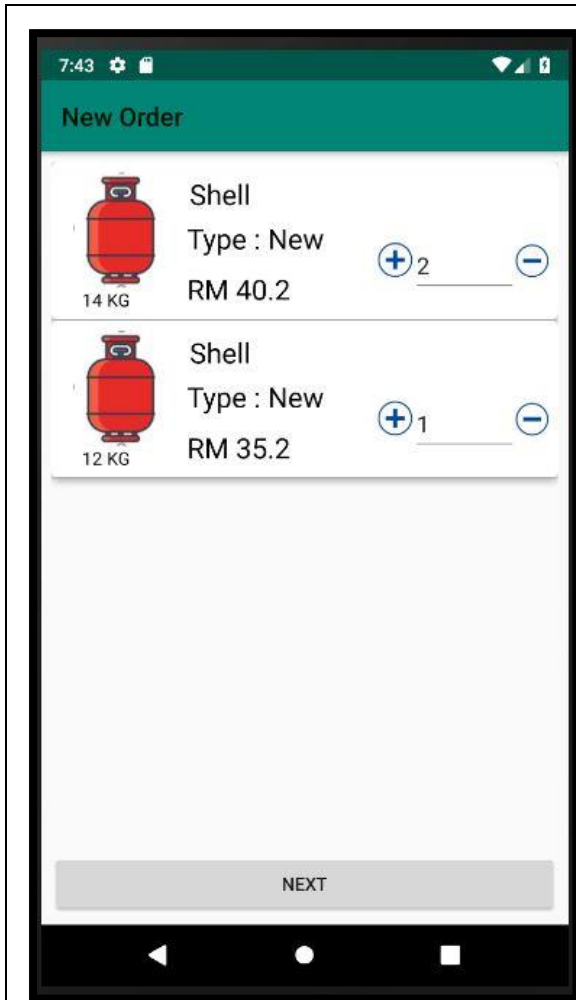 7:43
New Order
Shell
Type : New
2
RM 40.2
14 KG
Shell
Type : New
1
RM 35.2
12 KG
NEXT